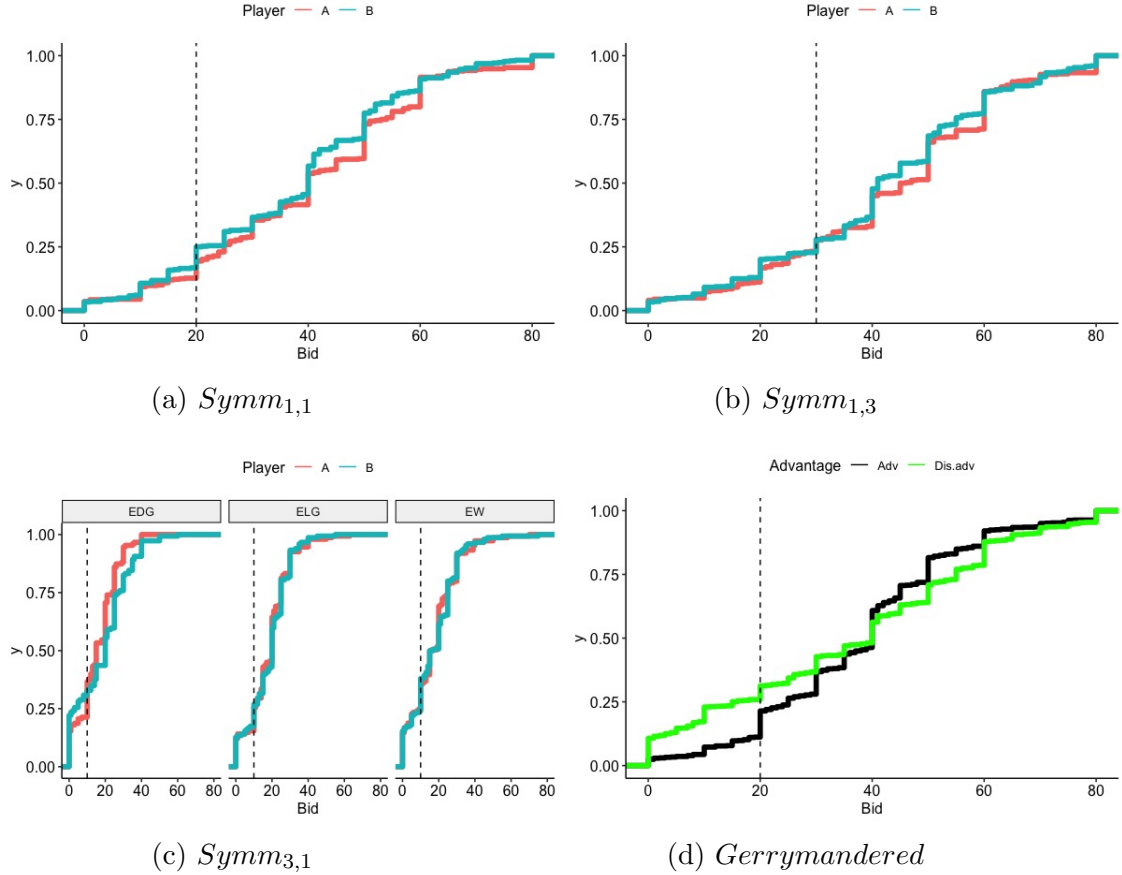 Player A B
1.00
0.75
y 0.50
0.25
0.00
0 20 40 60 80
Bid
(a) Symm1,1
Player A B
1.00
0.75
y 0.50
0.25
0.00
0 20 40 60 80
Bid
(b) Symm1,3
Player A B
EDG ELG EW
1.00
0.75
y 0.50
0.25
0.00
0 20 40 60 80 0 20 40 60 80 0 20 40 60 80
Bid
(c) Symm3,1
Advantage Adv Dis.adv
1.00
0.75
y 0.50
0.25
0.00
0 20 40 60 80
Bid
(d) Gerrymandered